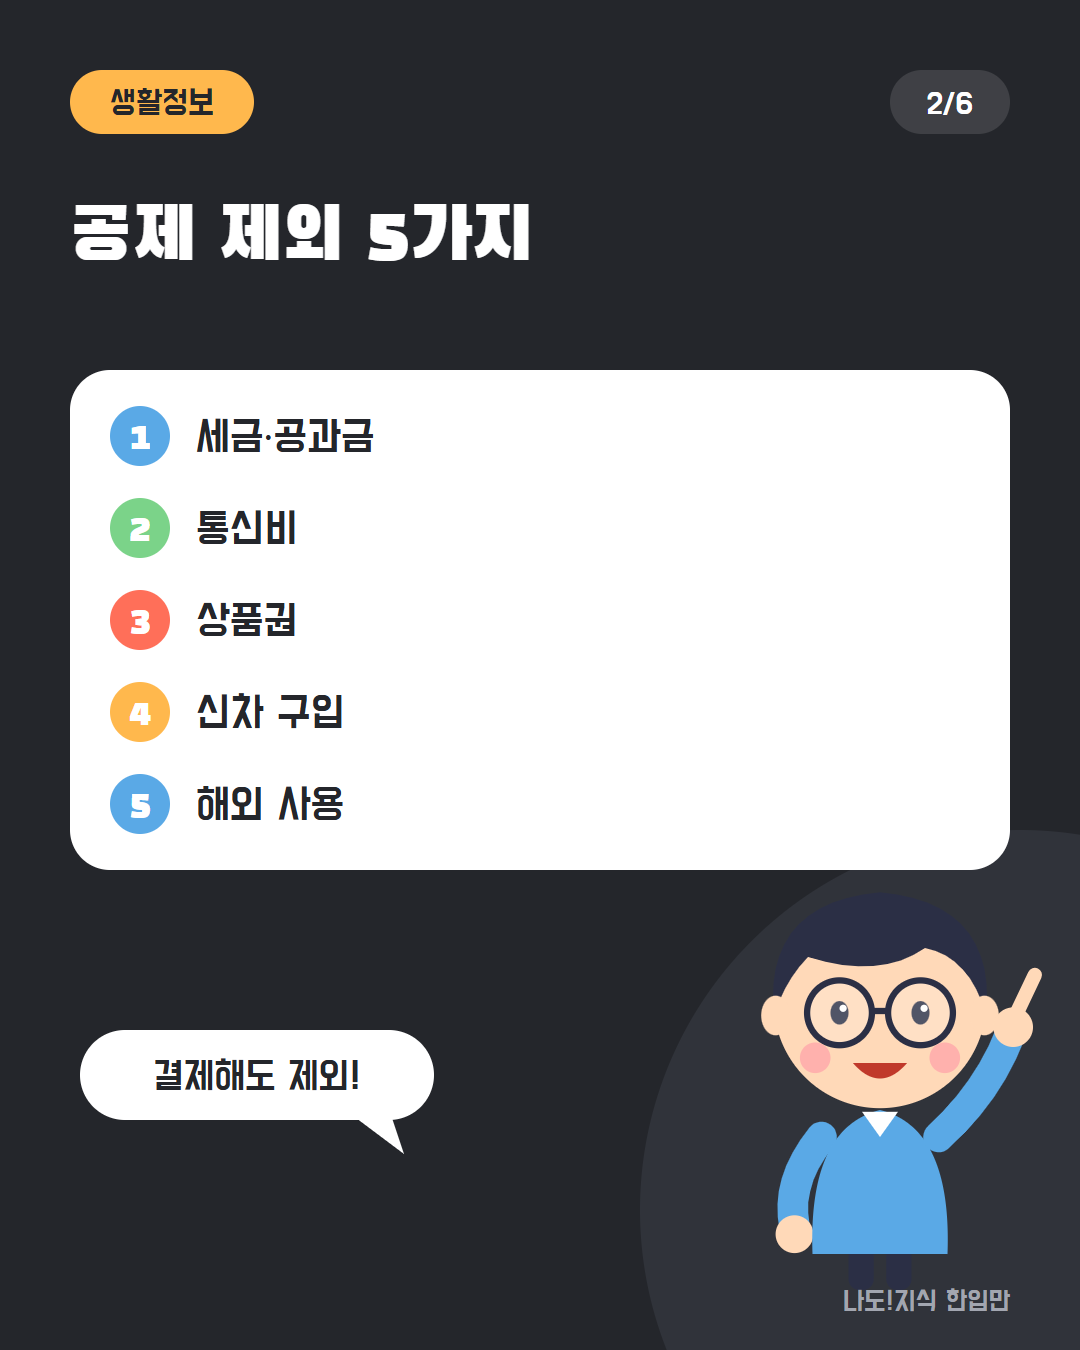 생활정보
2/6
공제 제외 5가지
1 세금·공과금
2 통신비
3 상품권
4 신차 구입
5 해외 사용
결제해도 제외!
나도!지식 한입만